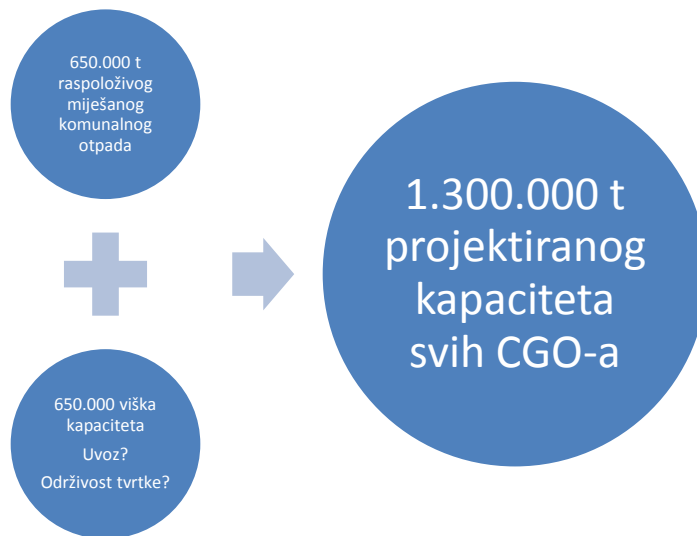 650.000 t
raspoloživog
miješanog
komunalnog
otpada
650.000 viška
kapaciteta
Uvoz?
Održivost tvrtke?
1.300.000 t
projektiranog
kapaciteta
svih CGO-a